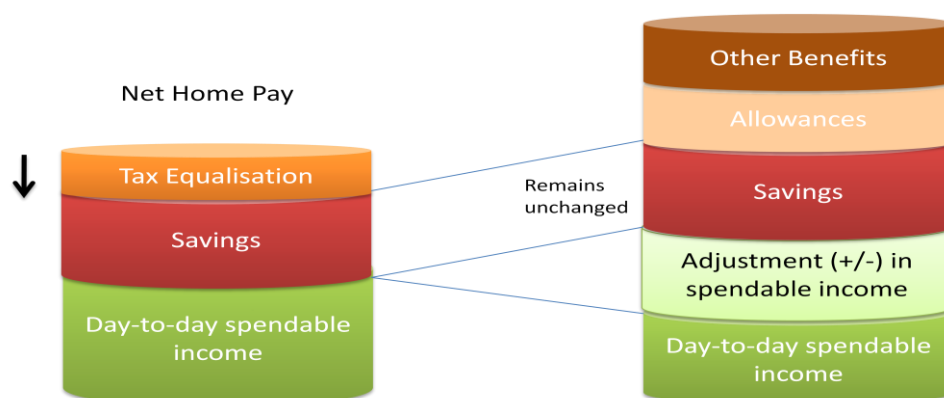 Net Home Pay
Tax Equalisation
Savings
Day-to-day spendable
income
Remains
unchanged
Other Benefits
Allowances
Savings
Adjustment (+/-) in
spendable income
Day-to-day spendable
income